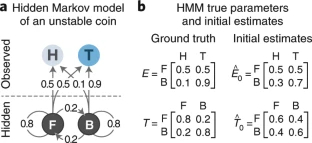 a Hidden Markov model
of an unstable coin
Observed
H T
0.5 0.5 0.1 0.9
Hidden
0.2
0.8 F B 0.8
0.2
b HMM true parameters
and initial estimates
Ground truth
H T
E = F 0.5 0.5
B 0.1 0.9
F B
T = F 0.8 0.2
B 0.2 0.8
Initial estimates
H T
Ê0 = F 0.5 0.5
B 0.3 0.7
F B
T̂0 = F 0.6 0.4
B 0.4 0.6